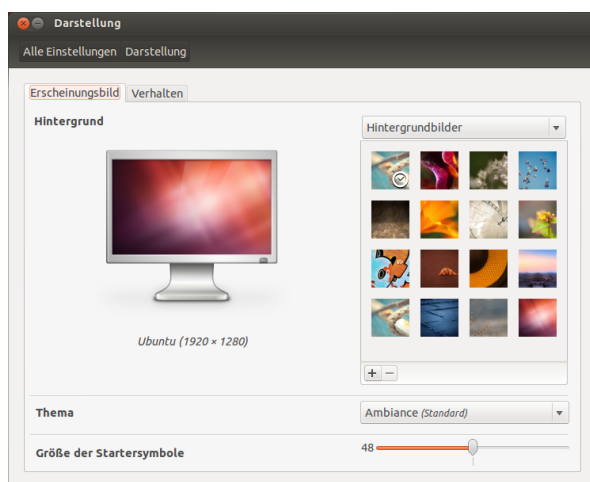 Darstellung
Alle Einstellungen Darstellung
Erscheinungsbild Verhalten
Hintergrund
Hintergrundbilder
Ubuntu (1920 × 1280)
+ −
Thema
Ambiance (Standard)
Größe der Startersymbole
48